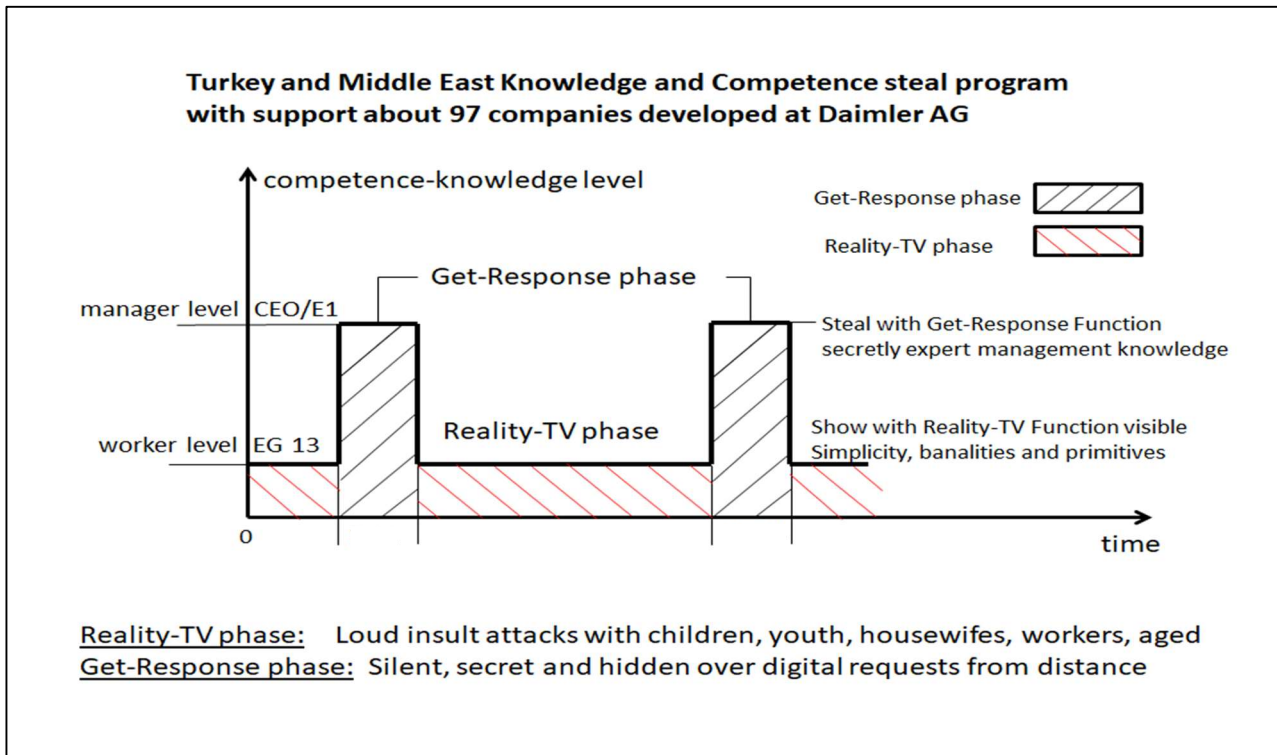 Turkey and Middle East Knowledge and Competence steal program
with support about 97 companies developed at Daimler AG
competence-knowledge level
Get-Response phase
Reality-TV phase
Get-Response phase
manager level CEO/E1
Steal with Get-Response Function
secretly expert management knowledge
worker level EG 13
Reality-TV phase
Show with Reality-TV Function visible
Simplicity, banalities and primitives
0
time
Reality-TV phase: Loud insult attacks with children, youth, housewifes, workers, aged
Get-Response phase: Silent, secret and hidden over digital requests from distance